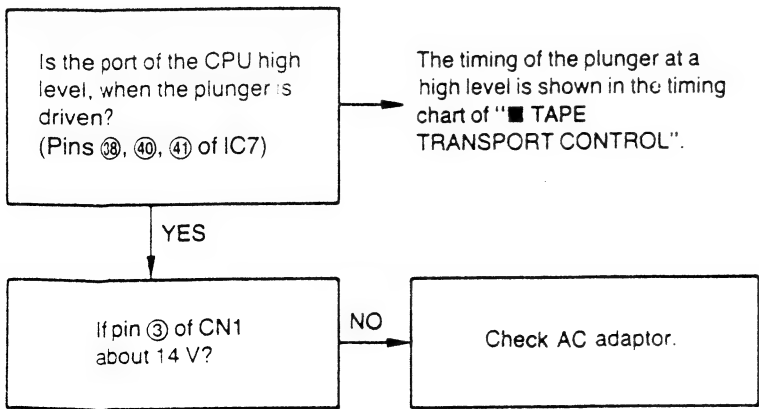 Is the port of the CPU high
level, when the plunger is
driven?
(Pins ㊳, ㊵, ㊶ of IC7)
The timing of the plunger at a
high level is shown in the timing
chart of "■ TAPE
TRANSPORT CONTROL".
YES
If pin ③ of CN1
about 14 V?
NO
Check AC adaptor.